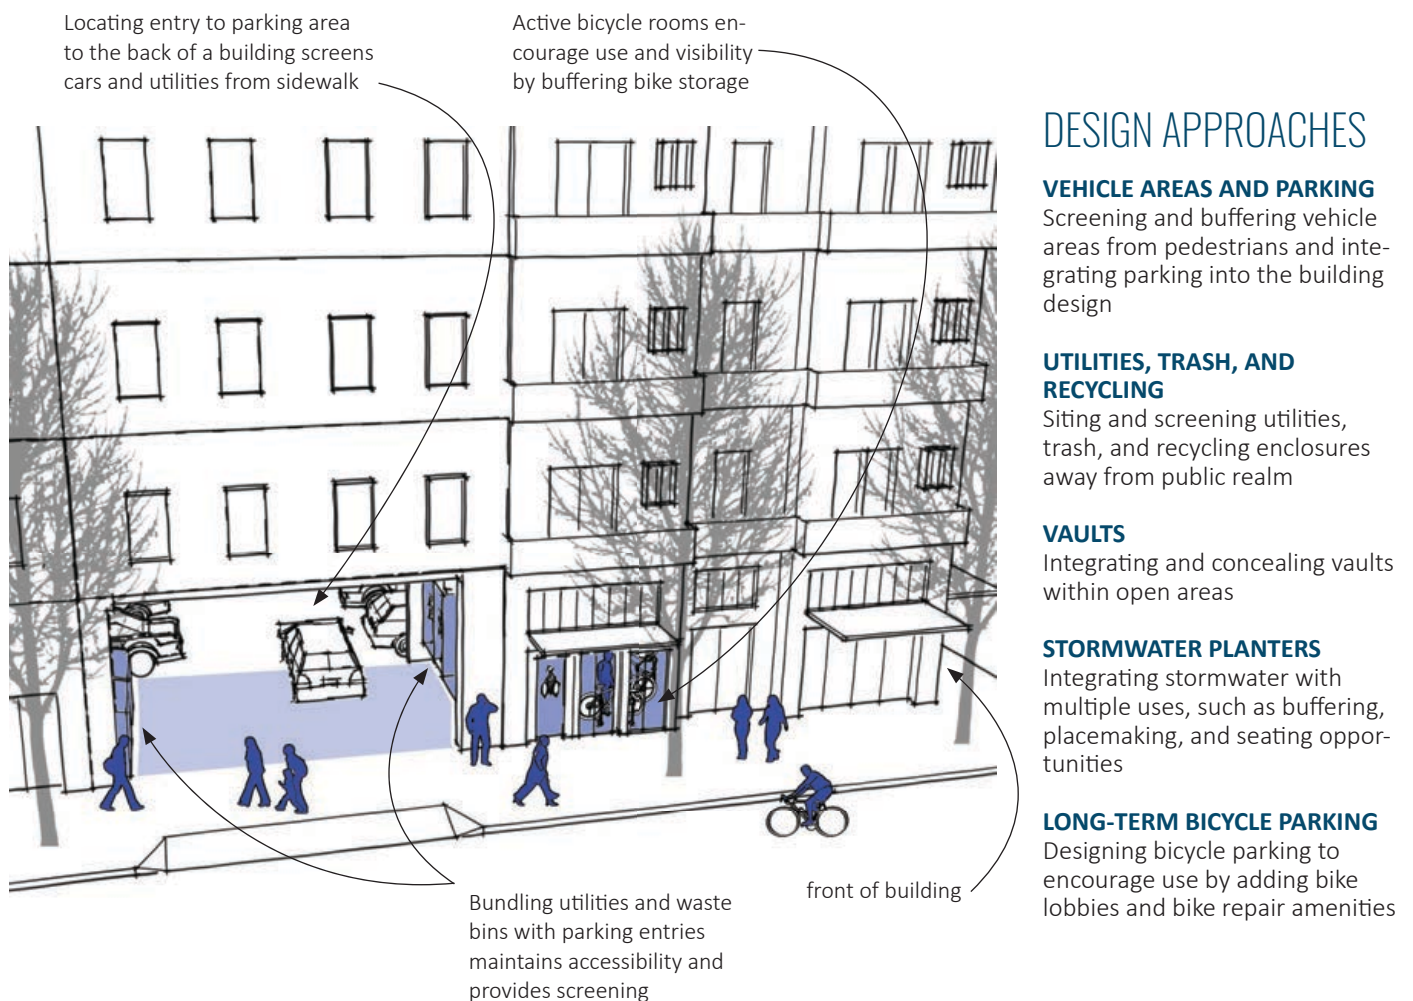 Locating entry to parking area
to the back of a building screens
cars and utilities from sidewalk
Active bicycle rooms en-
courage use and visibility
by buffering bike storage
Bundling utilities and waste
bins with parking entries
maintains accessibility and
provides screening
front of building
DESIGN APPROACHES
VEHICLE AREAS AND PARKING
Screening and buffering vehicle
areas from pedestrians and inte-
grating parking into the building
design
UTILITIES, TRASH, AND
RECYCLING
Siting and screening utilities,
trash, and recycling enclosures
away from public realm
VAULTS
Integrating and concealing vaults
within open areas
STORMWATER PLANTERS
Integrating stormwater with
multiple uses, such as buffering,
placemaking, and seating oppor-
tunities
LONG-TERM BICYCLE PARKING
Designing bicycle parking to
encourage use by adding bike
lobbies and bike repair amenities